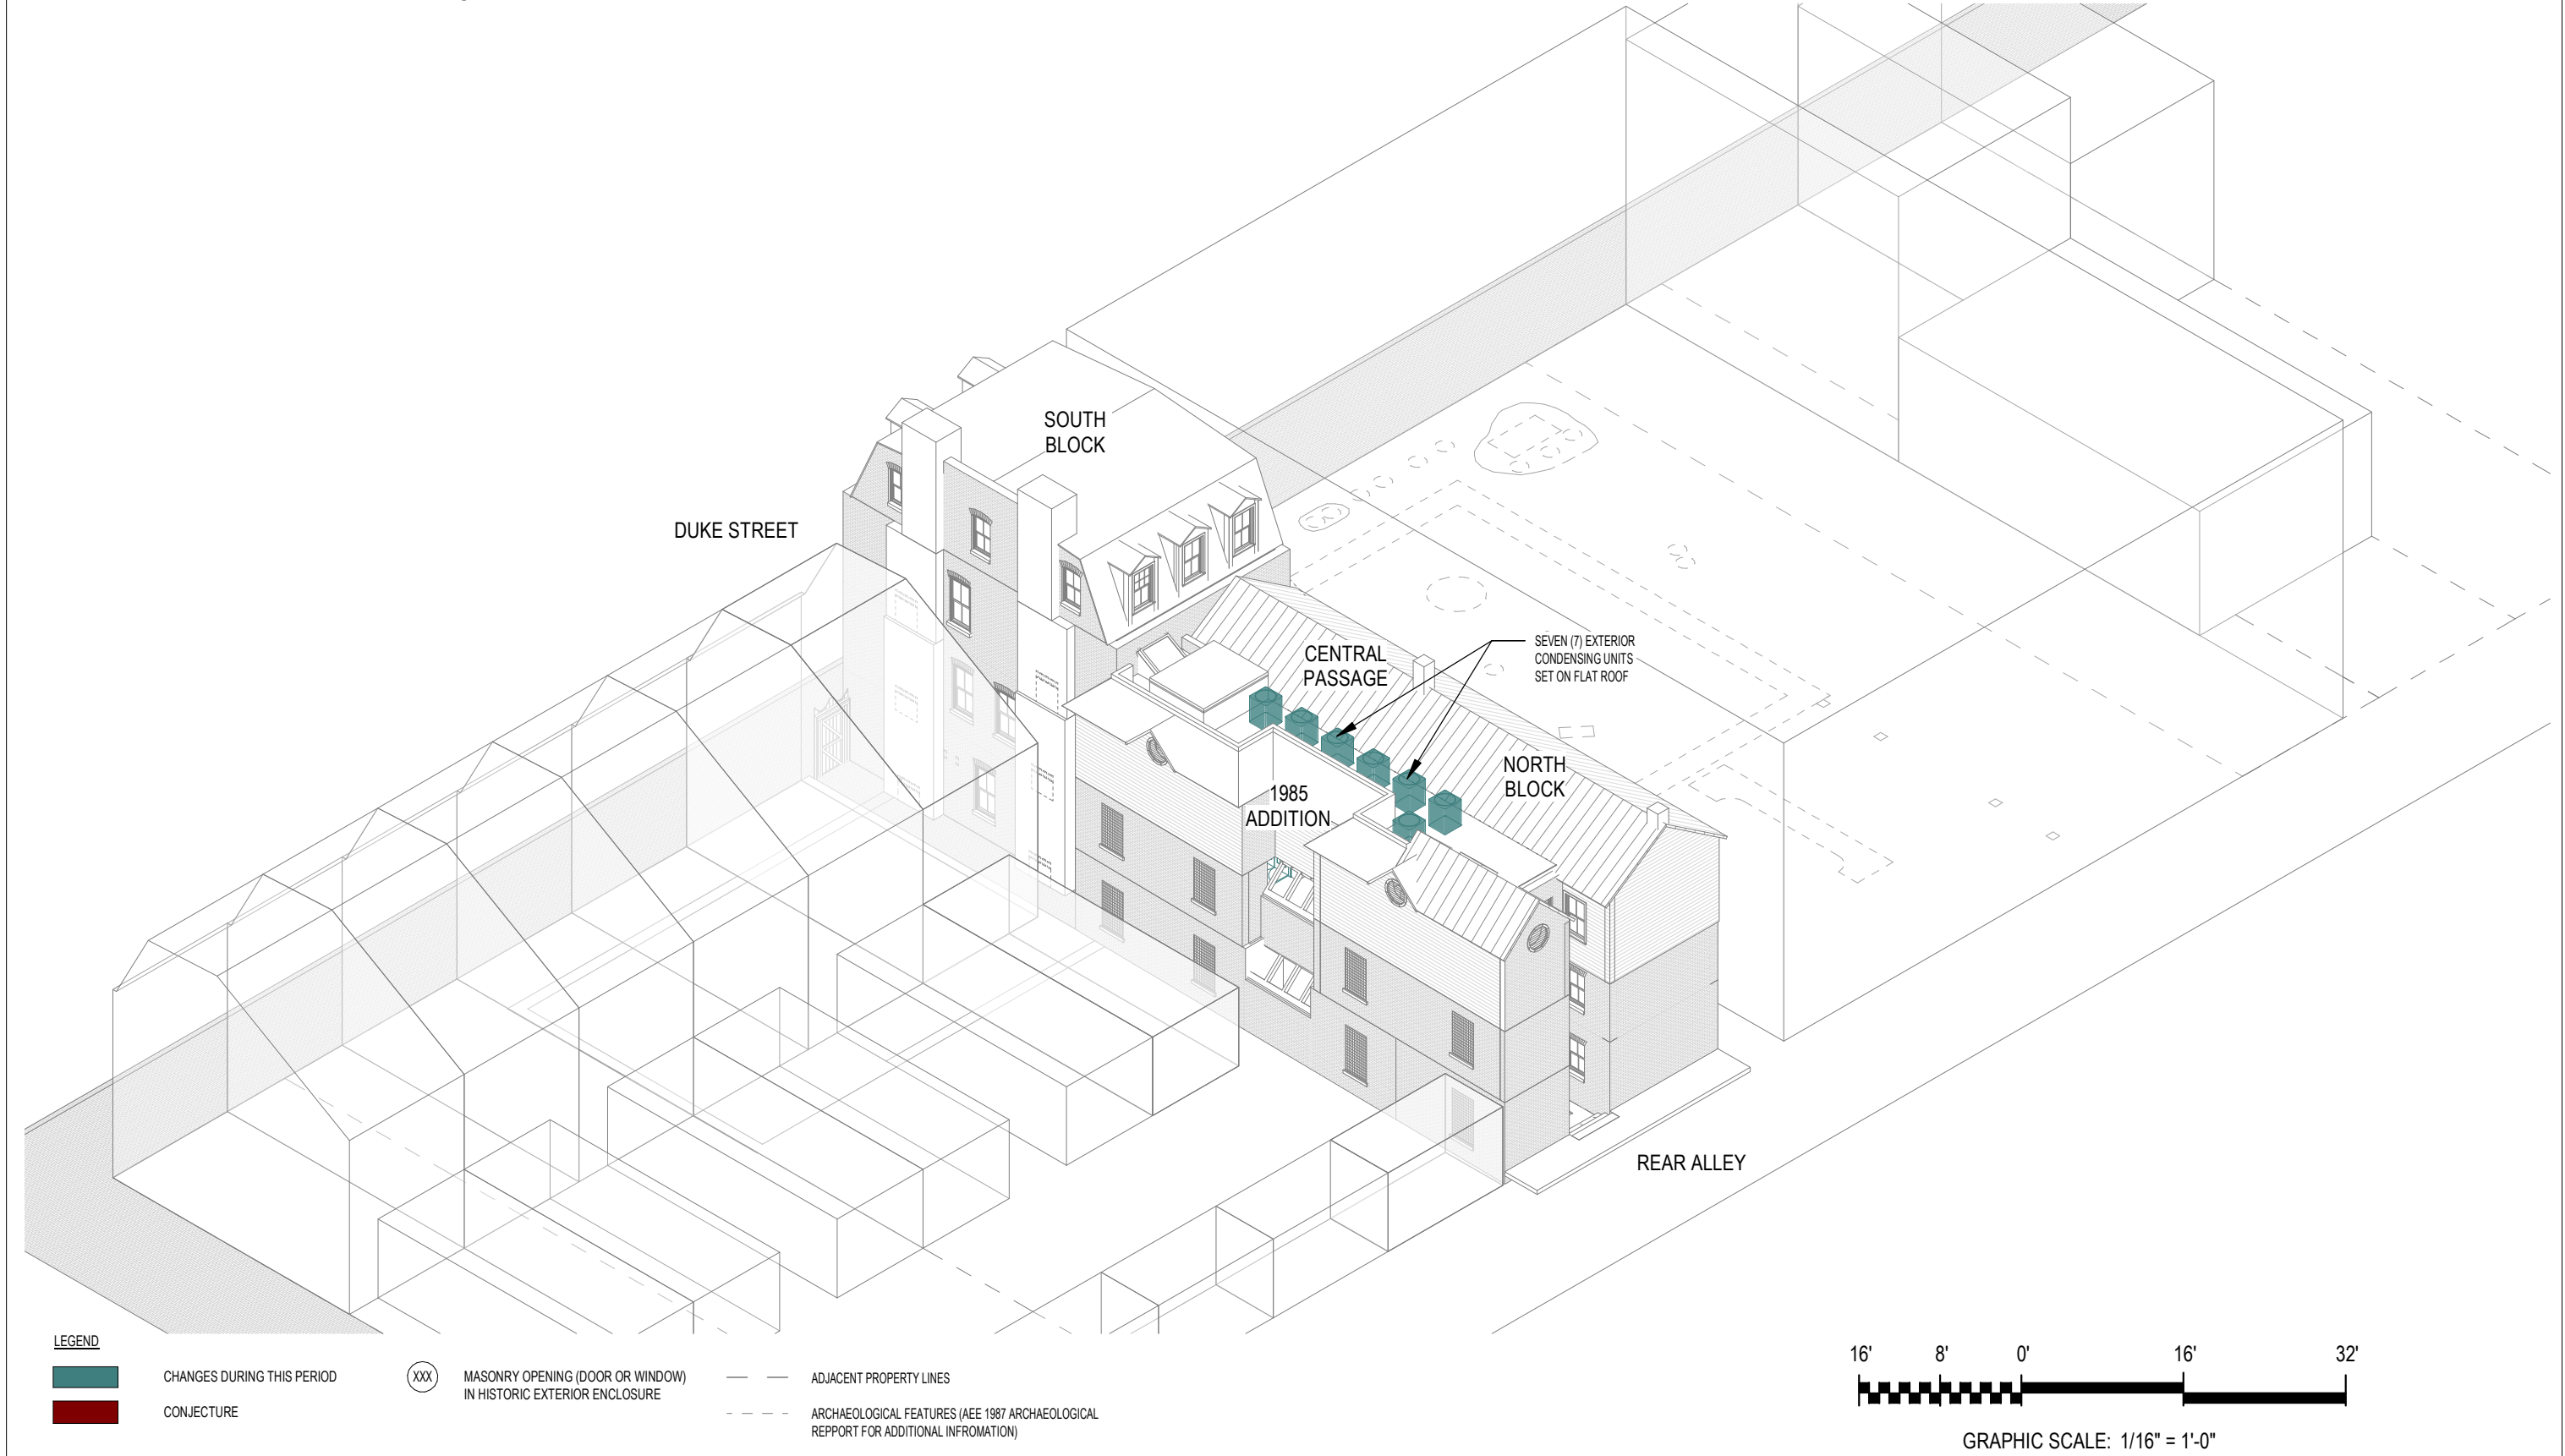 SOUTH
BLOCK
DUKE STREET
CENTRAL
PASSAGE
SEVEN (7) EXTERIOR
CONDENSING UNITS
SET ON FLAT ROOF
NORTH
BLOCK
1985
ADDITION
REAR ALLEY
LEGEND
CHANGES DURING THIS PERIOD
CONJECTURE
XXX
MASONRY OPENING (DOOR OR WINDOW)
IN HISTORIC EXTERIOR ENCLOSURE
ADJACENT PROPERTY LINES
ARCHAEOLOGICAL FEATURES (AEE 1987 ARCHAEOLOGICAL
REPPORT FOR ADDITIONAL INFROMATION)
16' 8' 0' 16' 32'
GRAPHIC SCALE: 1/16" = 1'-0"